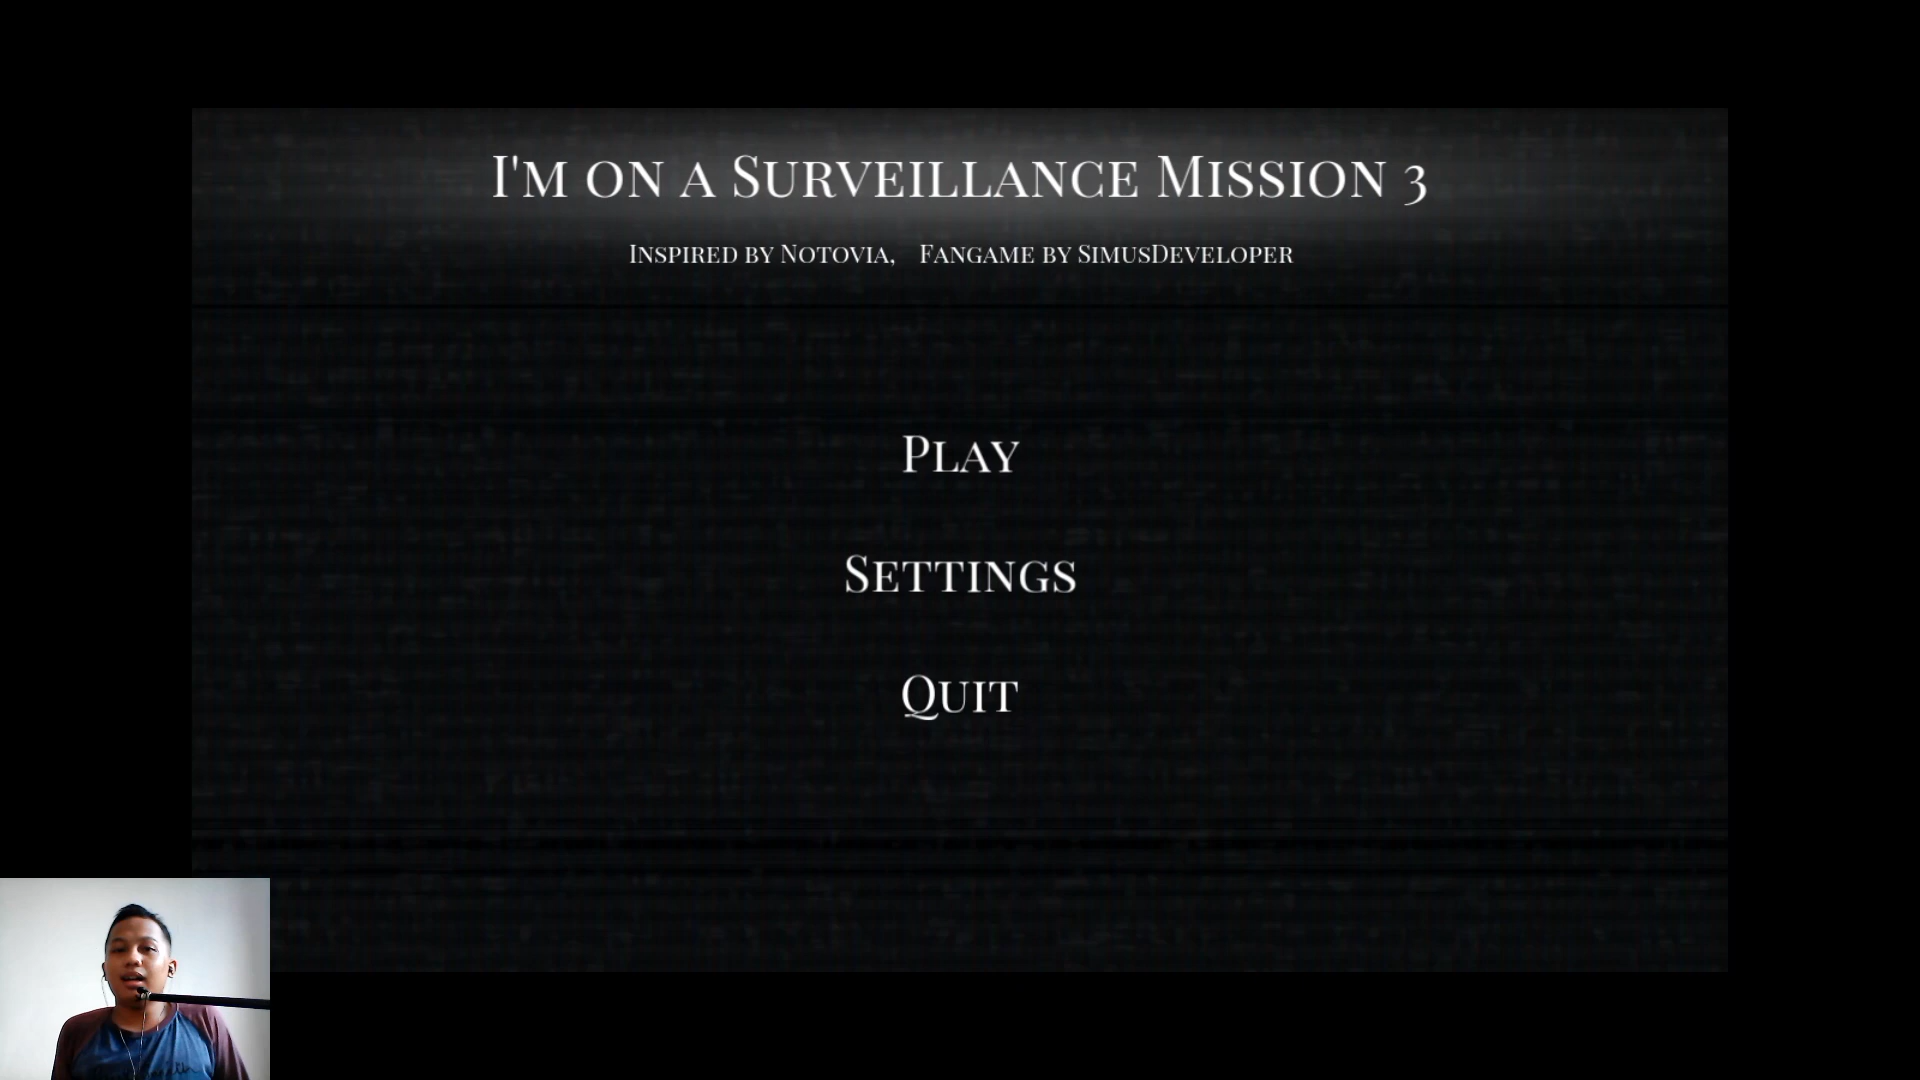 I'm on a Surveillance Mission 3
Inspired by Notovia, Fangame by SimusDeveloper
Play
Settings
Quit